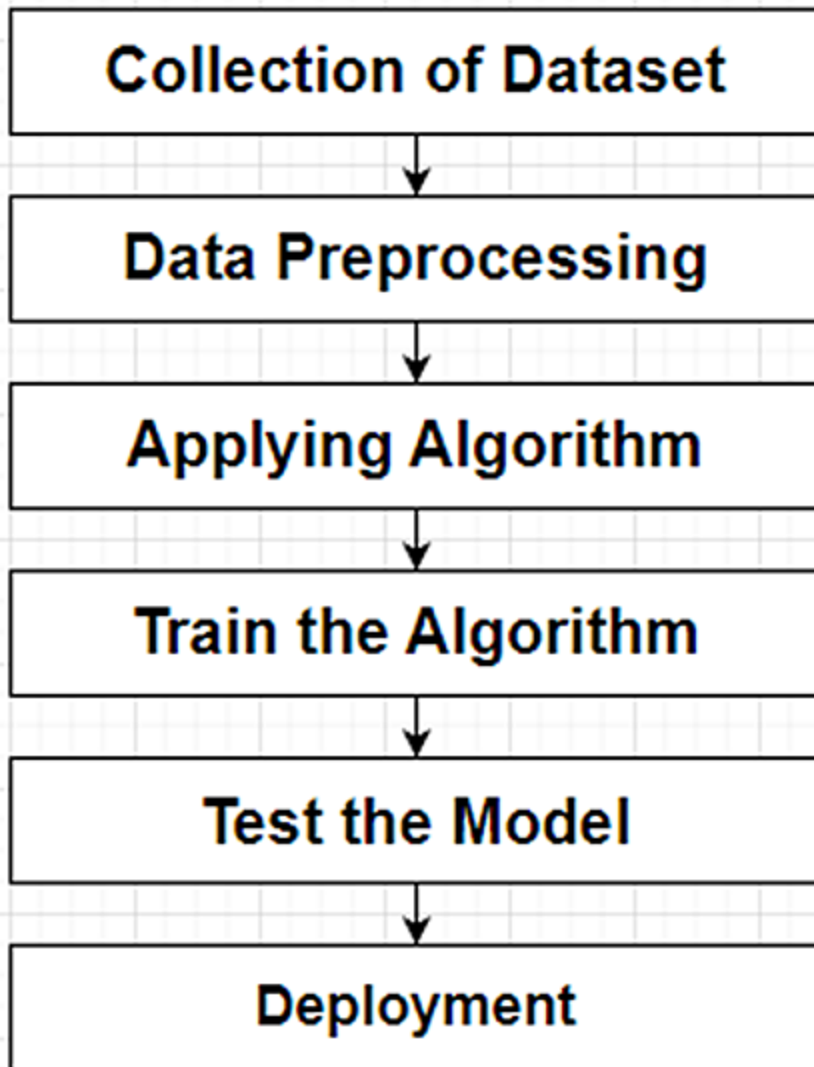 Collection of Dataset
Data Preprocessing
Applying Algorithm
Train the Algorithm
Test the Model
Deployment